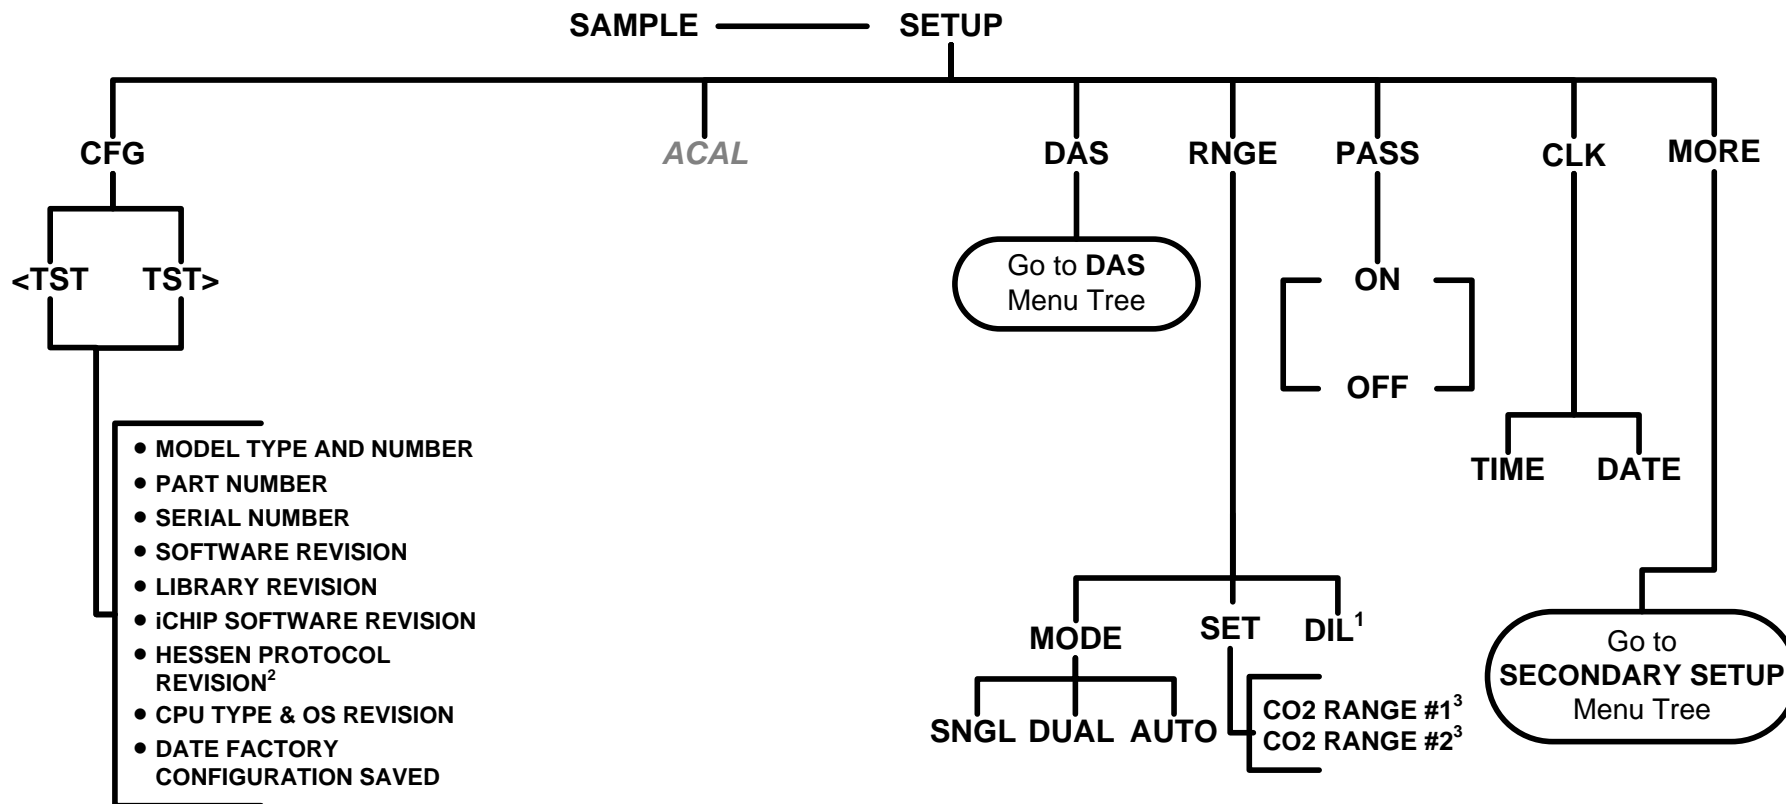 SAMPLE SETUP
CFG ACAL DAS RNGE PASS CLK MORE
<TST TST>
Go to DAS
Menu Tree
ON
OFF
TIME DATE
• MODEL TYPE AND NUMBER
• PART NUMBER
• SERIAL NUMBER
• SOFTWARE REVISION
• LIBRARY REVISION
• iCHIP SOFTWARE REVISION
• HESSEN PROTOCOL
REVISION²
• CPU TYPE & OS REVISION
• DATE FACTORY
CONFIGURATION SAVED
MODE SET DIL¹
SNGL DUAL AUTO
CO2 RANGE #1³
CO2 RANGE #2³
Go to
SECONDARY SETUP
Menu Tree